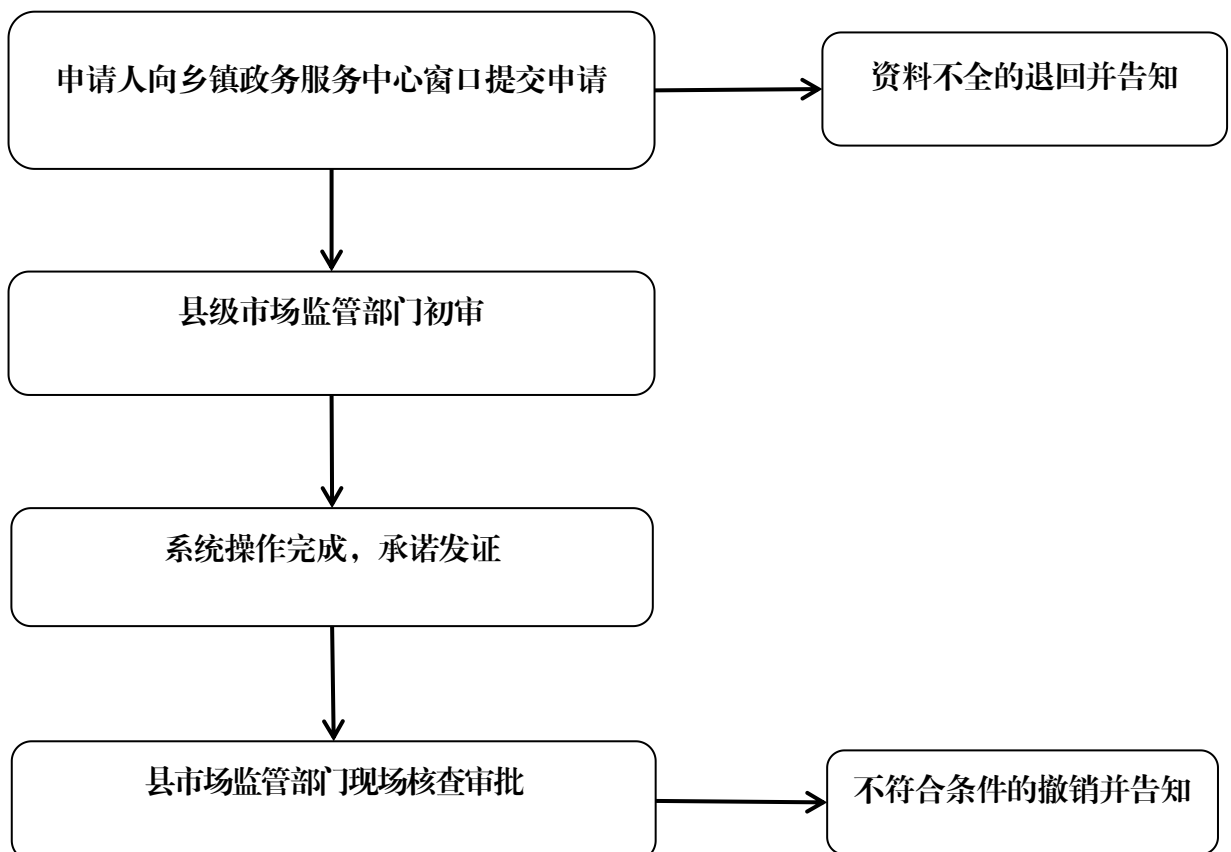 申请人向乡镇政务服务中心窗口提交申请
资料不全的退回并告知
县级市场监管部门初审
系统操作完成，承诺发证
县市场监管部门现场核查审批
不符合条件的撤销并告知